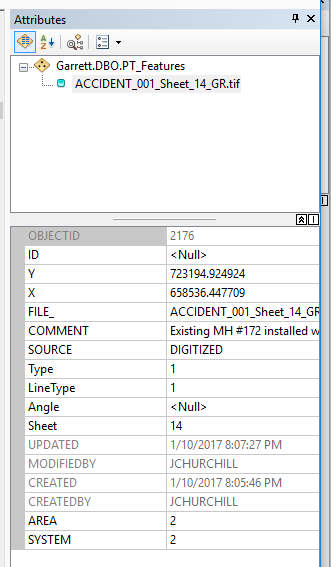 Attributes
Garrett.DBO.PT_Features
ACCIDENT_001_Sheet_14_GR.tif
OBJECTID 2176
ID <Null>
Y 723194.924924
X 658536.447709
FILE_ ACCIDENT_001_Sheet_14_GR
COMMENT Existing MH #172 installed w
SOURCE DIGITIZED
Type 1
LineType 1
Angle <Null>
Sheet 14
UPDATED 1/10/2017 8:07:27 PM
MODIFIEDBY JCHURCHILL
CREATED 1/10/2017 8:05:46 PM
CREATEDBY JCHURCHILL
AREA 2
SYSTEM 2